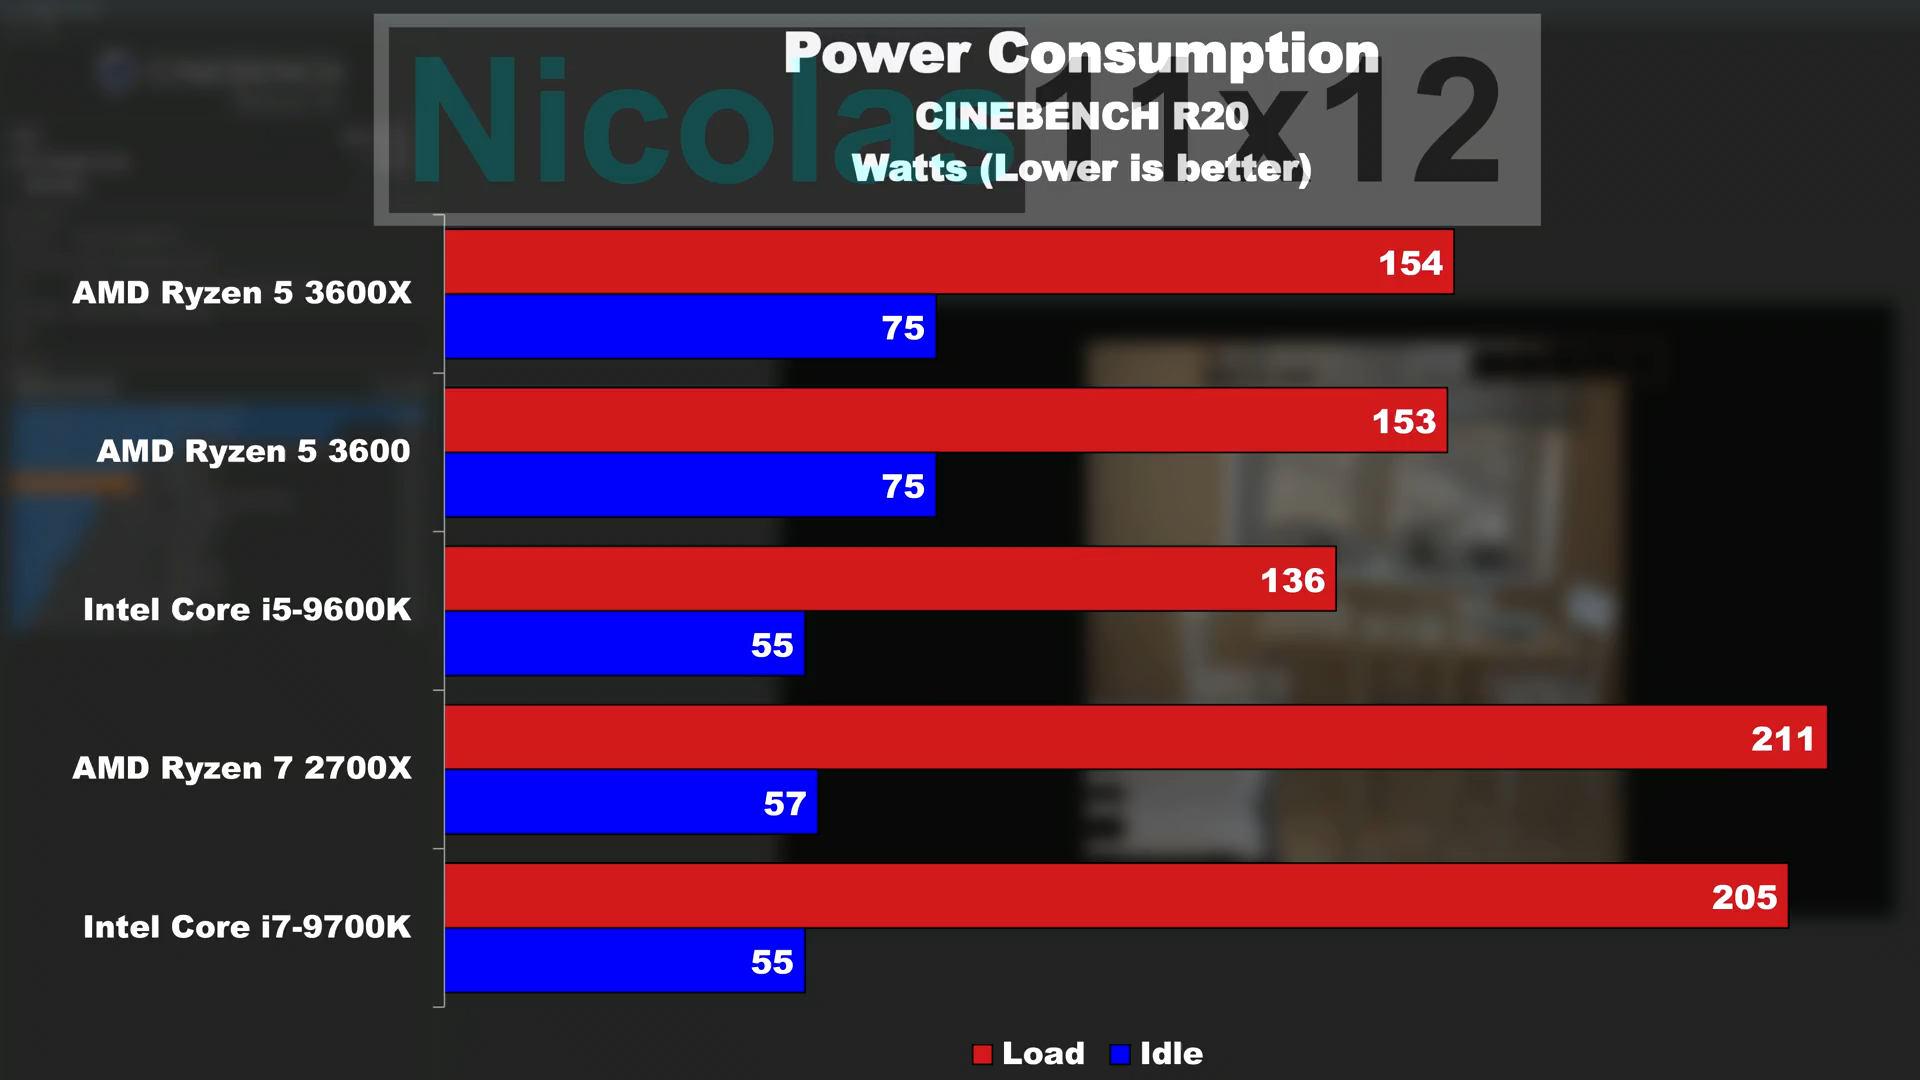 Nicolas11x12
Power Consumption
CINEBENCH R20
Watts (Lower is better)
AMD Ryzen 5 3600X
154
75
AMD Ryzen 5 3600
153
75
Intel Core i5-9600K
136
55
AMD Ryzen 7 2700X
211
57
Intel Core i7-9700K
205
55
Load
Idle